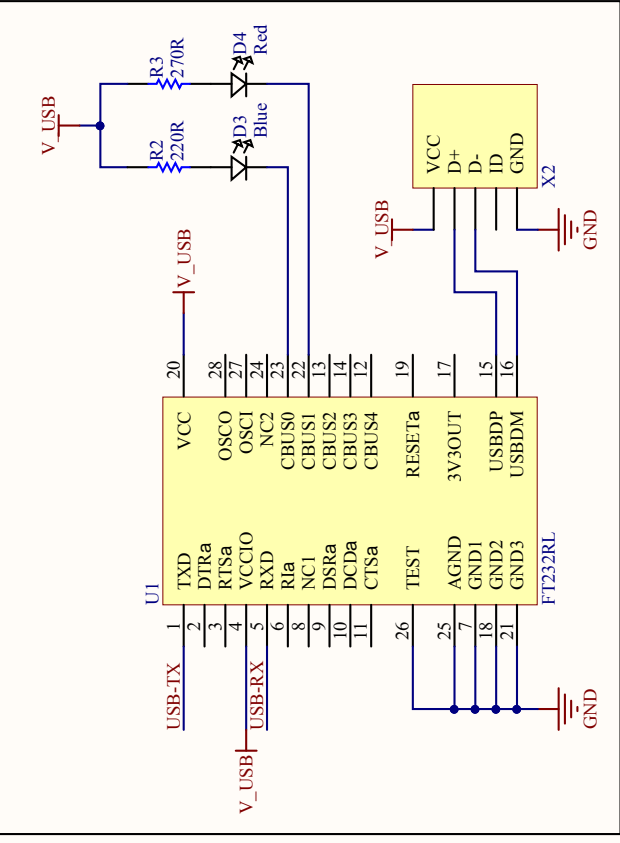 V_USB
R3
270R
D4
Red
R2
220R
D3
Blue
V_USB
V_USB
VCC
D+
D-
ID
GND
X2
GND
20
28
27
24
23
22
13
14
12
19
17
15
16
VCC
OSCO
OSCI
NC2
CBUS0
CBUS1
CBUS2
CBUS3
CBUS4
RESETa
3V3OUT
USBDP
USBDM
U1
TXD
DTRa
RTSa
VCCIO
RXD
RIa
NC1
DSRa
DCDa
CTSa
TEST
AGND
GND1
GND2
GND3
FT232RL
1
2
3
4
5
6
8
9
10
11
26
25
7
18
21
USB-TX
USB-RX
V_USB
GND